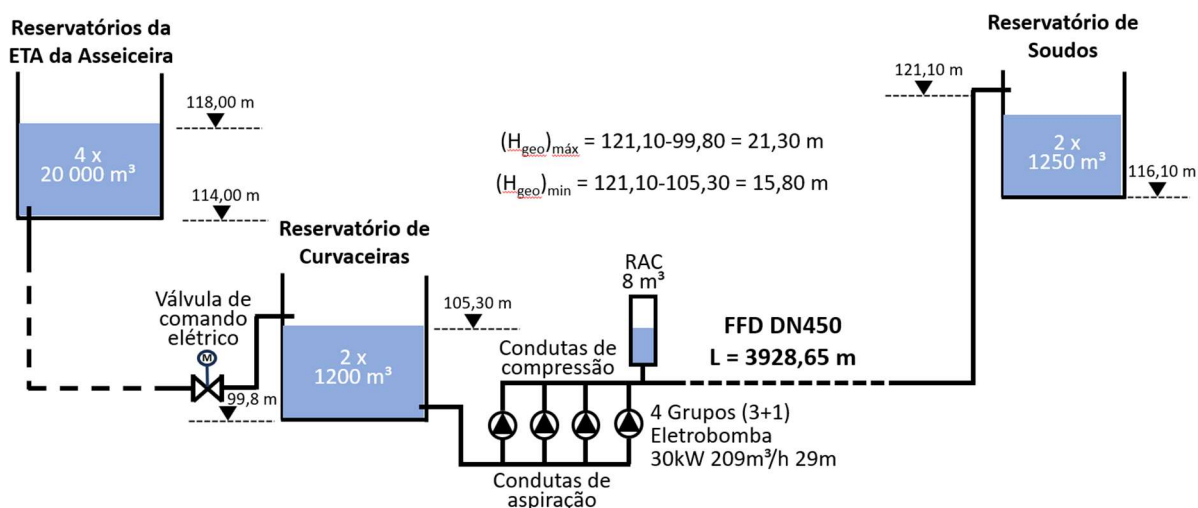 Reservatórios da
ETA da Asseiceira
118,00 m
4 x
20 000 m³
114,00 m
Reservatório de
Soudos
121,10 m
2 x
1250 m³
116,10 m
(Hgeo)máx = 121,10-99,80 = 21,30 m
(Hgeo)min = 121,10-105,30 = 15,80 m
Reservatório de
Curvaceiras
Válvula de
comando
elétrico
M
105,30 m
2 x
1200 m³
99,8 m
RAC
8 m³
Condutas de
compressão
FFD DN450
L = 3928,65 m
4 Grupos (3+1)
Eletrobomba
30kW 209m³/h 29m
Condutas de
aspiração